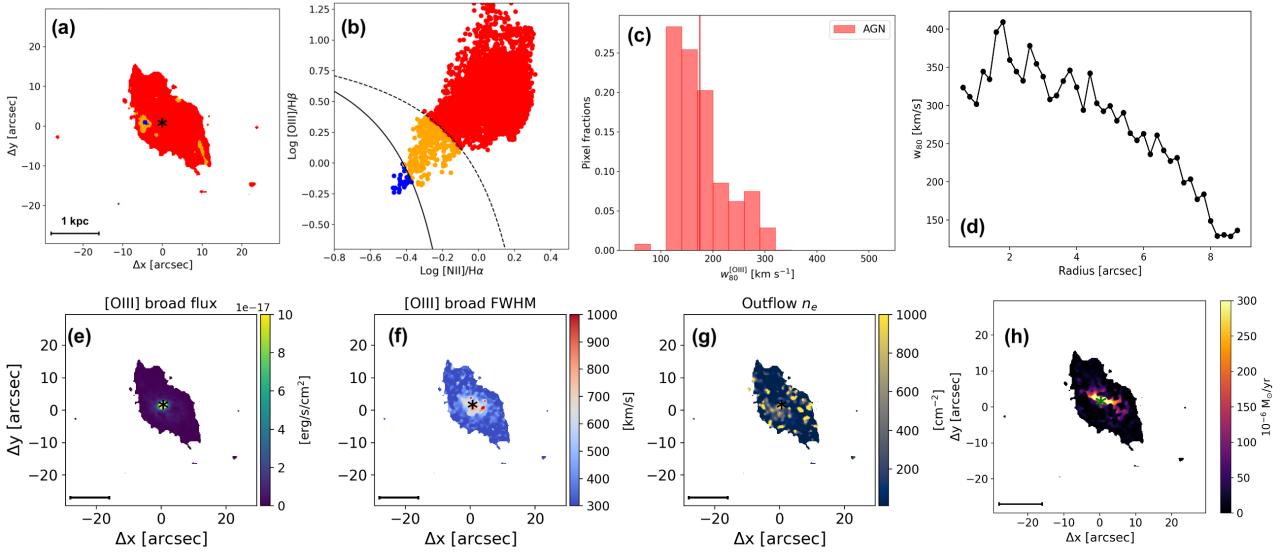 (a)
Δy [arcsec]
20
10
0
−10
−20
1 kpc
−20 −10 0 10 20
Δx [arcsec]
(b)
Log [OIII]/Hβ
1.25
1.00
0.75
0.50
0.25
0.00
−0.25
−0.50
−0.8 −0.6 −0.4 −0.2 0.0 0.2 0.4
Log [NII]/Hα
(c)
AGN
Pixel fractions
0.25
0.20
0.15
0.10
0.05
0.00
100 200 300 400 500
w80[OIII] [km s−1]
(d)
w80 [km/s]
400
350
300
250
200
150
2 4 6 8
Radius [arcsec]
[OIII] broad flux
1e−17
(e)
Δy [arcsec]
20
10
0
−10
−20
−20 0 20
Δx [arcsec]
10
8
6
4
2
0
[erg/s/cm2]
[OIII] broad FWHM
(f)
20
10
0
−10
−20
−20 0 20
Δx [arcsec]
1000
900
800
700
600
500
400
300
[km/s]
Outflow ne
(g)
20
10
0
−10
−20
−20 0 20
Δx [arcsec]
1000
800
600
400
200
[cm−2]
(h)
Δy [arcsec]
20
10
0
−10
−20
−20 −10 0 10 20
Δx [arcsec]
300
250
200
150
100
50
0
10−6 M⊙/yr